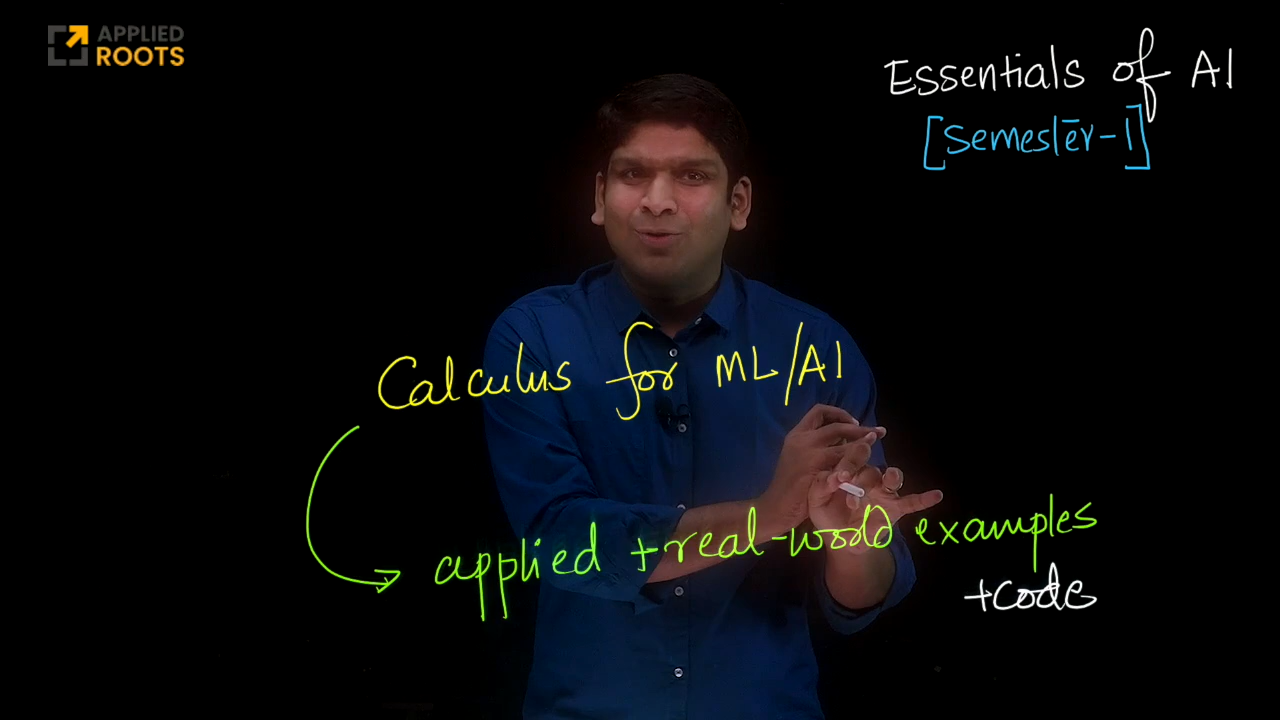 APPLIED
ROOTS
Essentials of AI
[Semester-1]
Calculus for ML/AI
applied +real-world examples
+code